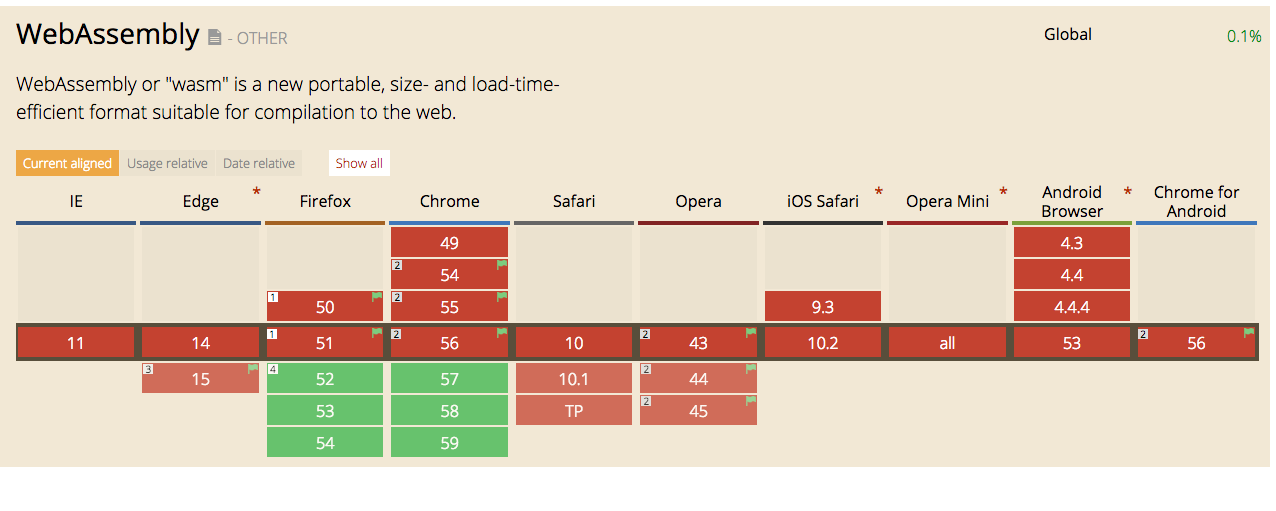 WebAssembly - OTHER
Global 0.1%
WebAssembly or "wasm" is a new portable, size- and load-time-
efficient format suitable for compilation to the web.
Current aligned Usage relative Date relative Show all
IE Edge * Firefox Chrome Safari Opera iOS Safari * Opera Mini * Android Browser * Chrome for Android
49 4.3
2 54 4.4
1 50 2 55 9.3 4.4.4
11 14 1 51 2 56 10 2 43 10.2 all 53 2 56
3 15 4 52 57 10.1 2 44
53 58 TP 2 45
54 59